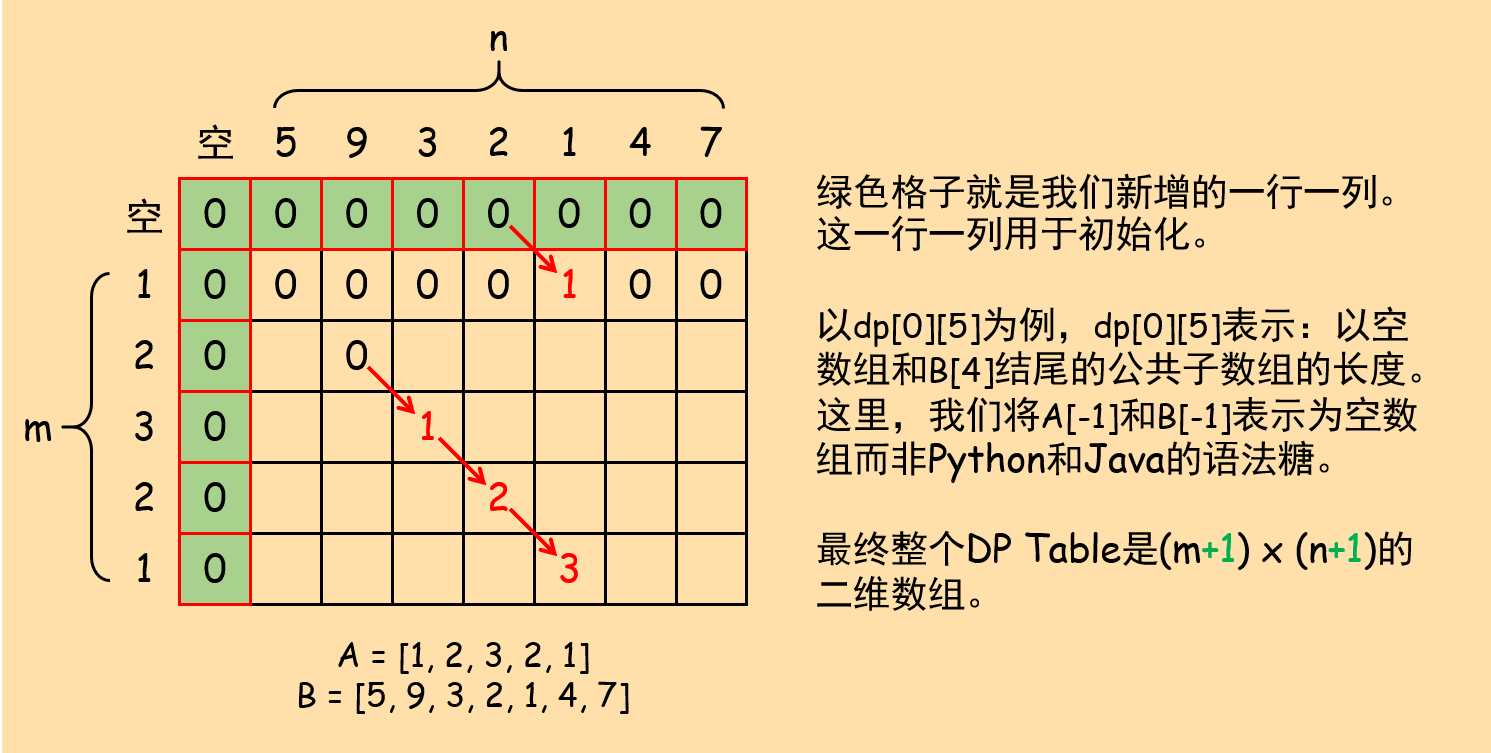 n
空 5 9 3 2 1 4 7
空 0 0 0 0 0 0 0 0
1 0 0 0 0 0 1 0 0
2 0 0
m 3 0 1
2 0 2
1 0 3
A = [1, 2, 3, 2, 1]
B = [5, 9, 3, 2, 1, 4, 7]
绿色格子就是我们新增的一行一列。
这一行一列用于初始化。
以dp[0][5]为例，dp[0][5]表示：以空
数组和B[4]结尾的公共子数组的长度。
这里，我们将A[-1]和B[-1]表示为空数
组而非Python和Java的语法糖。
最终整个DP Table是(m+1) x (n+1)的
二维数组。